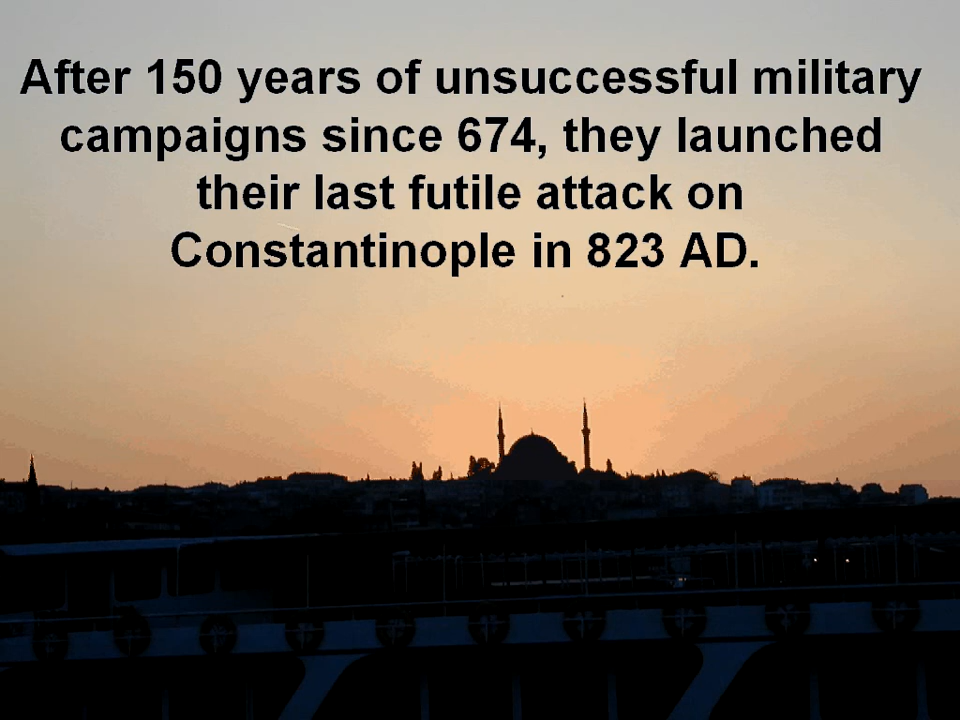 After 150 years of unsuccessful military
campaigns since 674, they launched
their last futile attack on
Constantinople in 823 AD.